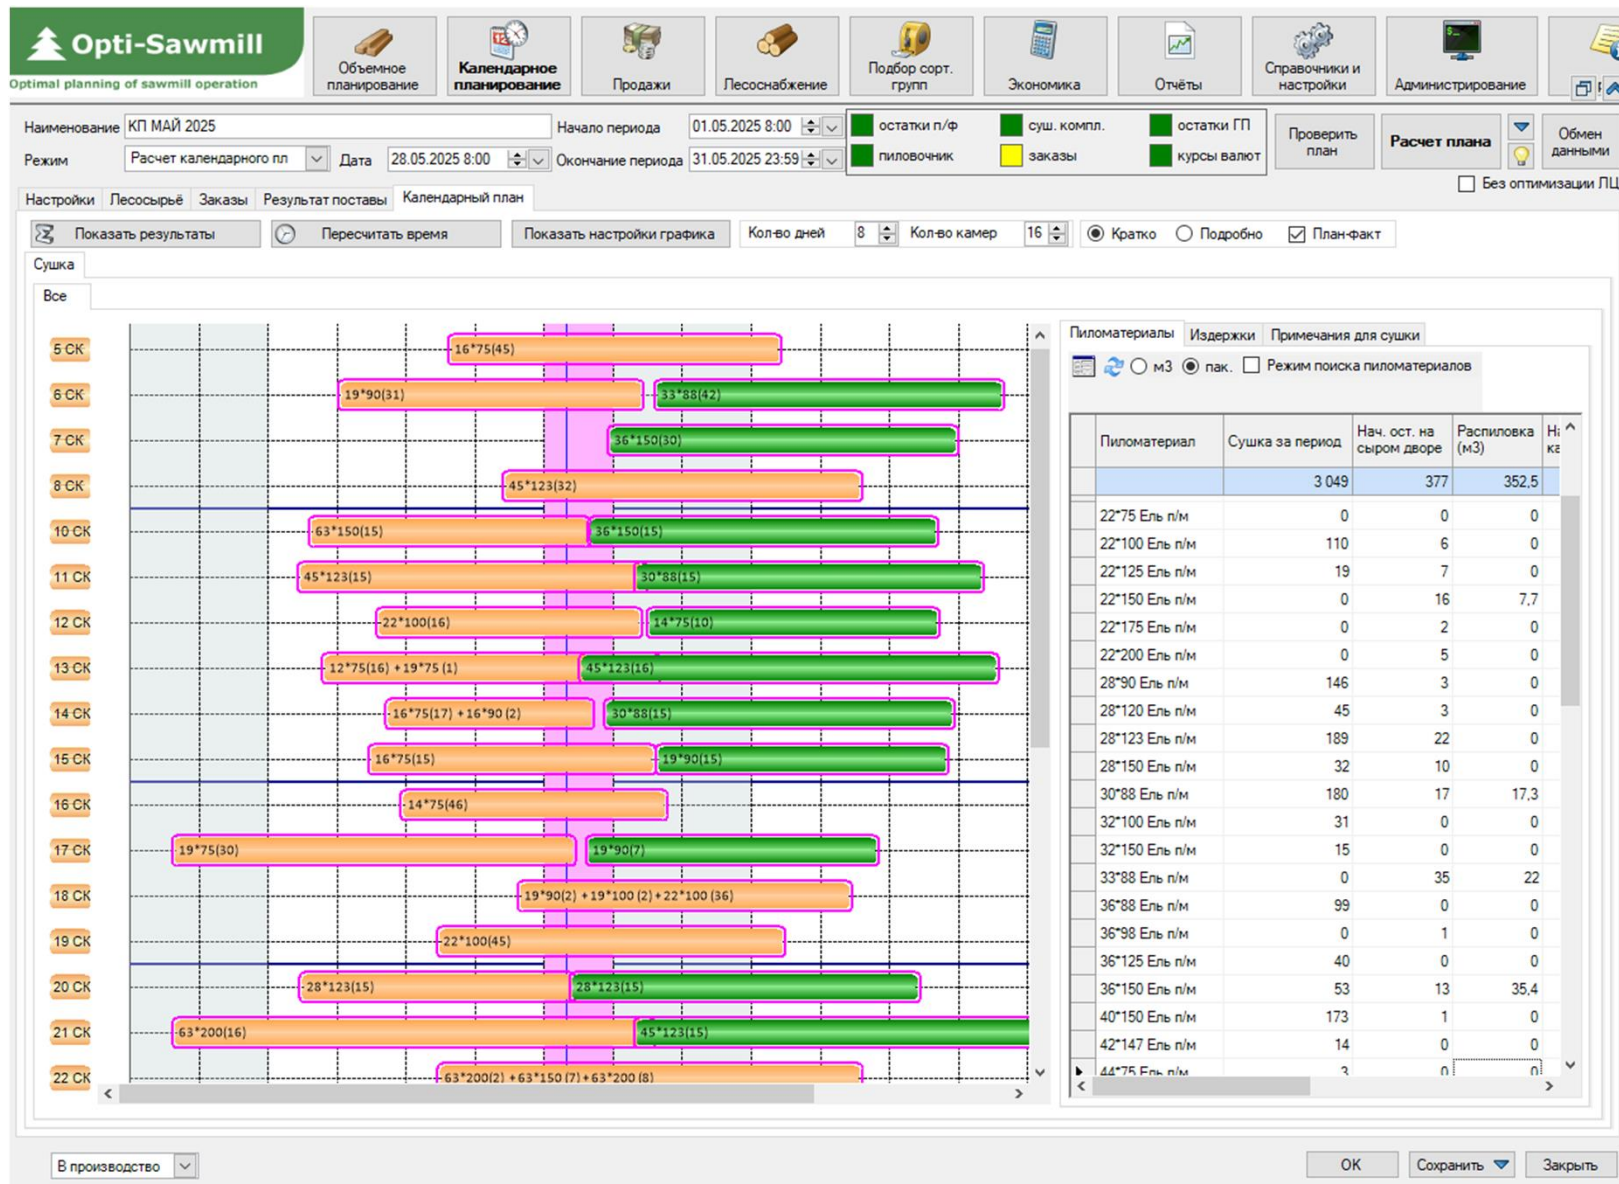 Opti-Sawmill
Optimal planning of sawmill operation
Объемное планирование
Календарное планирование
Продажи
Лесоснабжение
Подбор сорт. групп
Экономика
Отчёты
Справочники и настройки
Администрирование
Наименование КП МАЙ 2025 Начало периода 01.05.2025 8:00 остатки п/ф суш. компл. остатки ГП Проверить план Расчет плана Обмен данными
Режим Расчет календарного пл Дата 28.05.2025 8:00 Окончание периода 31.05.2025 23:59 пиловочник заказы курсы валют
Без оптимизации ЛЦ
Настройки Лесосырьё Заказы Результат поставы Календарный план
Показать результаты Пересчитать время Показать настройки графика Кол-во дней 8 Кол-во камер 16 Кратко Подробно План-факт
Сушка
Все
5 СК 16*75(45)
6 СК 19*90(31) 33*88(42)
7 СК 36*150(30)
8 СК 45*123(32)
10 СК 63*150(15) 36*150(15)
11 СК 45*123(15) 30*88(15)
12 СК 22*100(16) 14*75(10)
13 СК 12*75(16) +19*75 (1) 45*123(16)
14 СК 16*75(17) +16*90 (2) 30*88(15)
15 СК 16*75(15) 19*90(15)
16 СК 14*75(46)
17 СК 19*75(30) 19*90(7)
18 СК 19*90(2) +19*100 (2)+22*100 (36)
19 СК 22*100(45)
20 СК 28*123(15) 28*123(15)
21 СК 63*200(16) 45*123(15)
22 СК 63*200(2) +63*150 (7)+63*200 (8)
Пиломатериалы Издержки Примечания для сушки
м3 пак. Режим поиска пиломатериалов
Пиломатериал Сушка за период Нач. ост. на сыром дворе Распиловка (м3)
3 049 377 352,5
22*75 Ель п/м 0 0 0
22*100 Ель п/м 110 6 0
22*125 Ель п/м 19 7 0
22*150 Ель п/м 0 16 7,7
22*175 Ель п/м 0 2 0
22*200 Ель п/м 0 5 0
28*90 Ель п/м 146 3 0
28*120 Ель п/м 45 3 0
28*123 Ель п/м 189 22 0
28*150 Ель п/м 32 10 0
30*88 Ель п/м 180 17 17,3
32*100 Ель п/м 31 0 0
32*150 Ель п/м 15 0 0
33*88 Ель п/м 0 35 22
36*88 Ель п/м 99 0 0
36*98 Ель п/м 0 1 0
36*125 Ель п/м 40 0 0
36*150 Ель п/м 53 13 35,4
40*150 Ель п/м 173 1 0
42*147 Ель п/м 14 0 0
44*75 Ель п/м 3 0 0
В производство ОК Сохранить Закрыть